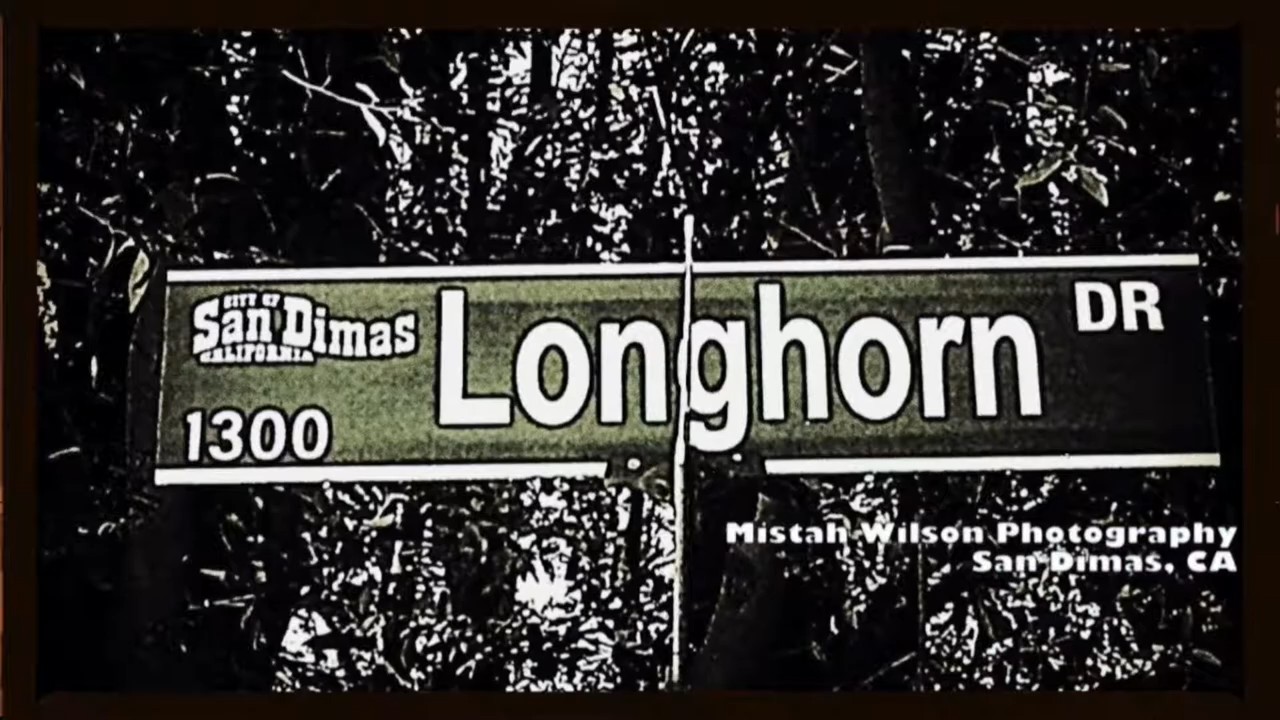 CITY OF
San Dimas
CALIFORNIA
Longhorn DR
1300
Mistah Wilson Photography
San Dimas, CA